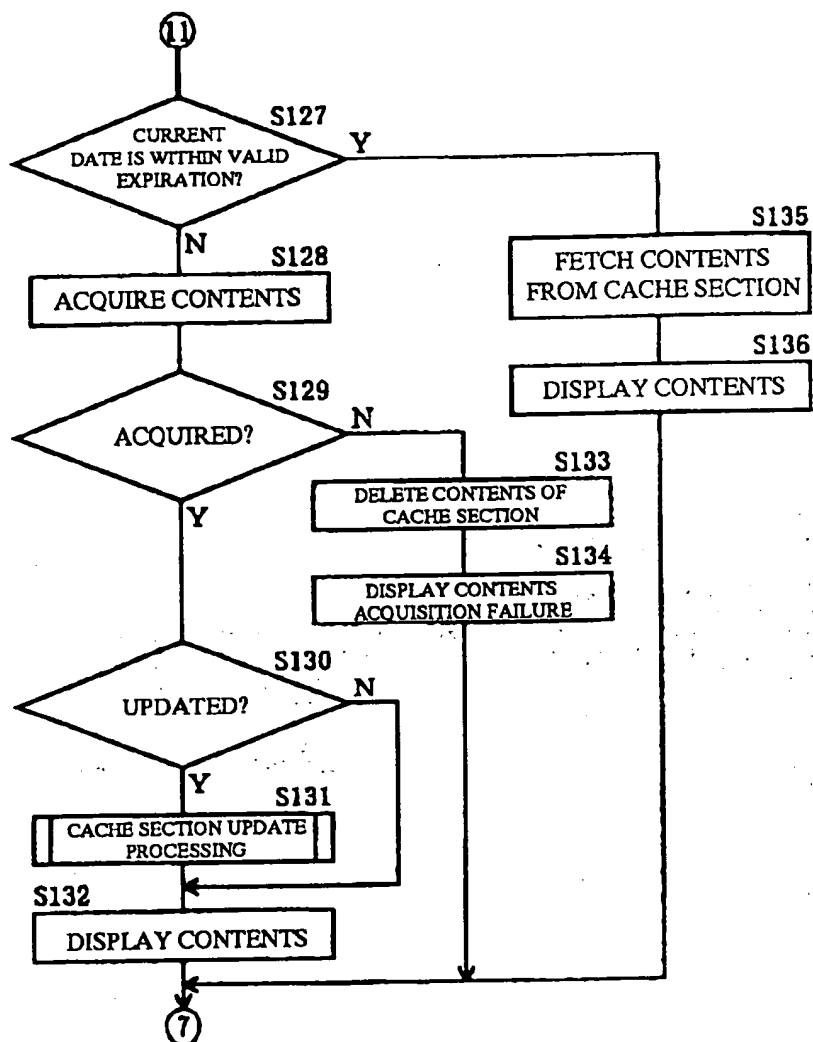 11
S127
CURRENT
DATE IS WITHIN VALID
EXPIRATION?
Y
N
S128
ACQUIRE CONTENTS
S135
FETCH CONTENTS
FROM CACHE SECTION
S136
DISPLAY CONTENTS
S129
ACQUIRED?
N
Y
S133
DELETE CONTENTS OF
CACHE SECTION
S134
DISPLAY CONTENTS
ACQUISITION FAILURE
S130
UPDATED?
N
Y
S131
CACHE SECTION UPDATE
PROCESSING
S132
DISPLAY CONTENTS
7